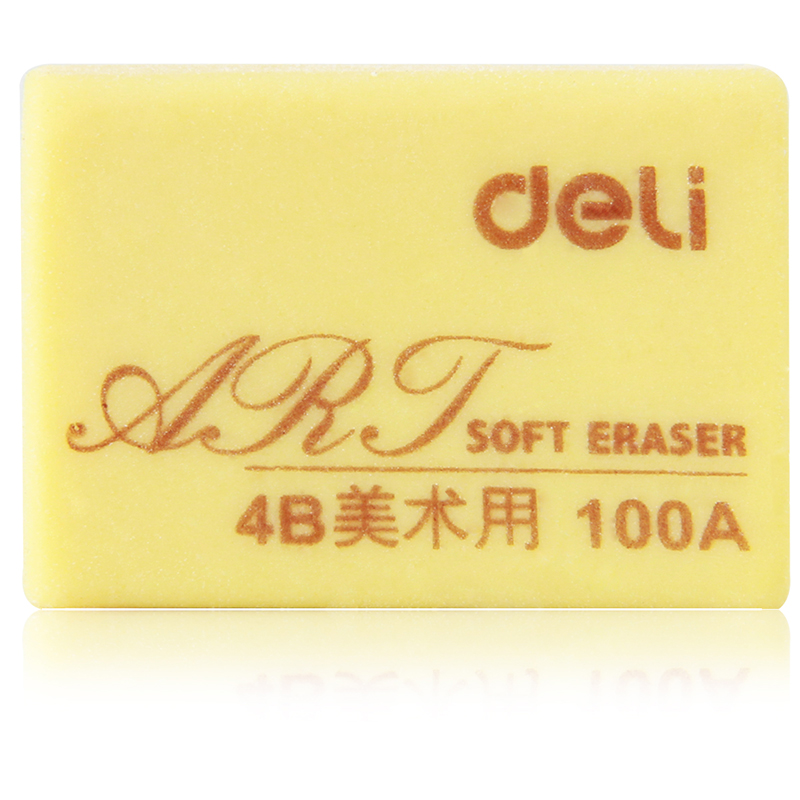 deli
ART SOFT ERASER
4B美术用 100A